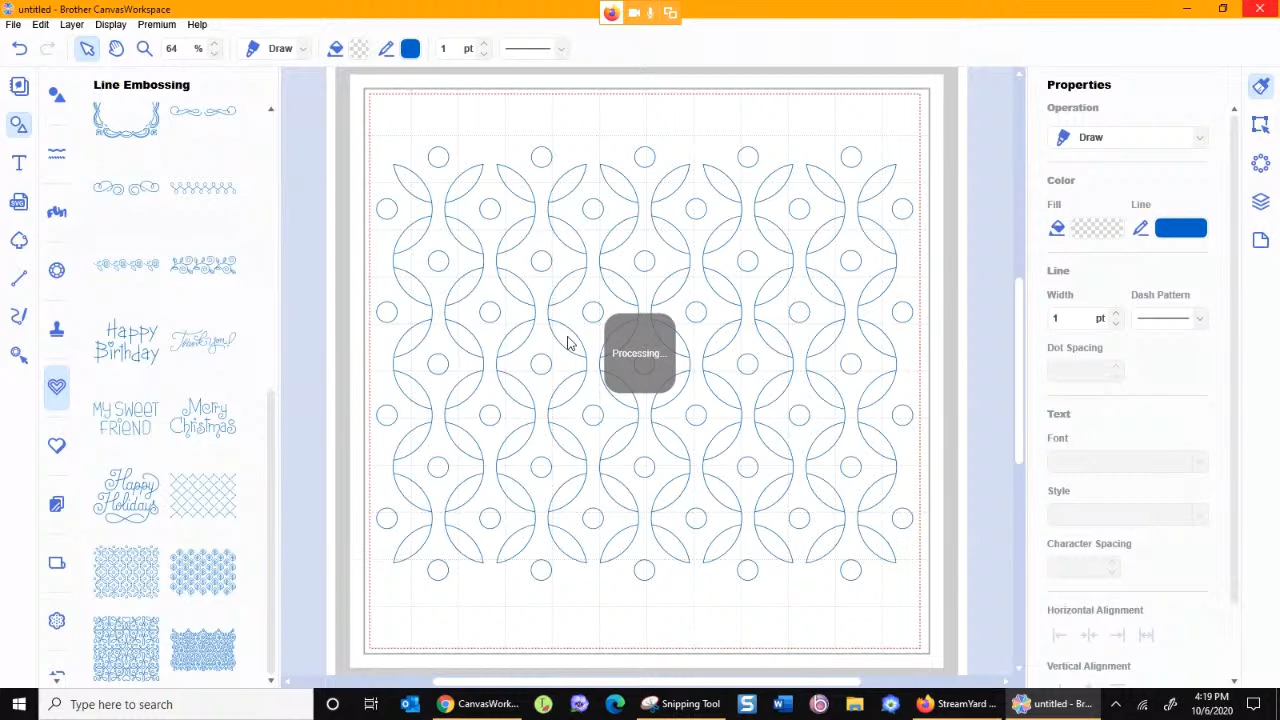 untitled - Brother CanvasWorkspace
File Edit Layer Display Premium Help
64 % Draw 1 pt
Line Embossing
Happy Birthday
Thank you!
MY SWEET FRIEND
Merry Christmas
Happy Holidays
Processing...
Properties
Operation
Draw
Color
Fill Line
Line
Width Dash Pattern
1 pt
Dot Spacing
Text
Font
Style
Character Spacing
Horizontal Alignment
Vertical Alignment
Type here to search
CanvasWork...
Snipping Tool
StreamYard ...
untitled - Bro...
4:19 PM
10/6/2020